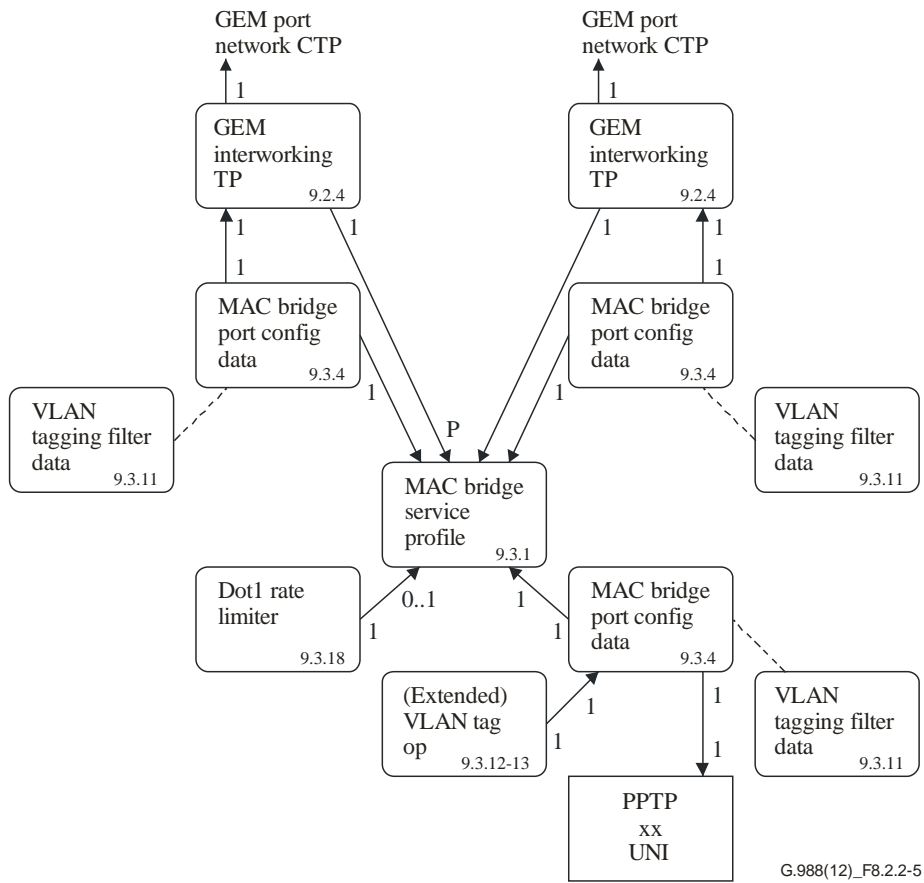 GEM port
network CTP
GEM port
network CTP
1
1
GEM
interworking
TP
9.2.4
GEM
interworking
TP
9.2.4
1
1
1
1
1
1
MAC bridge
port config
data
9.3.4
MAC bridge
port config
data
9.3.4
1
1
VLAN
tagging filter
data
9.3.11
P
VLAN
tagging filter
data
9.3.11
MAC bridge
service
profile
9.3.1
Dot1 rate
limiter
9.3.18
0..1
1
1
1
MAC bridge
port config
data
9.3.4
(Extended)
VLAN tag
op
9.3.12-13
1
1
1
1
VLAN
tagging filter
data
9.3.11
PPTP
xx
UNI
G.988(12)_F8.2.2-5